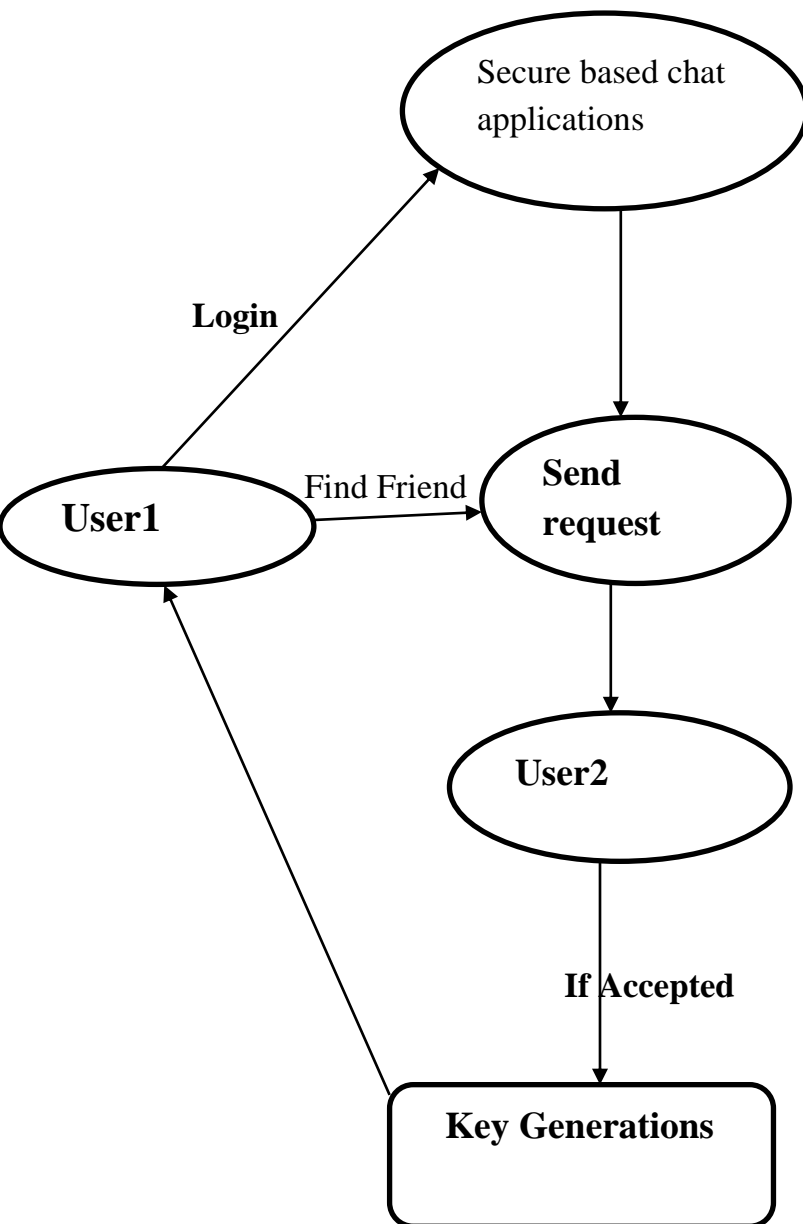 Secure based chat
applications
Login
Find Friend
Send
request
User1
User2
If Accepted
Key Generations